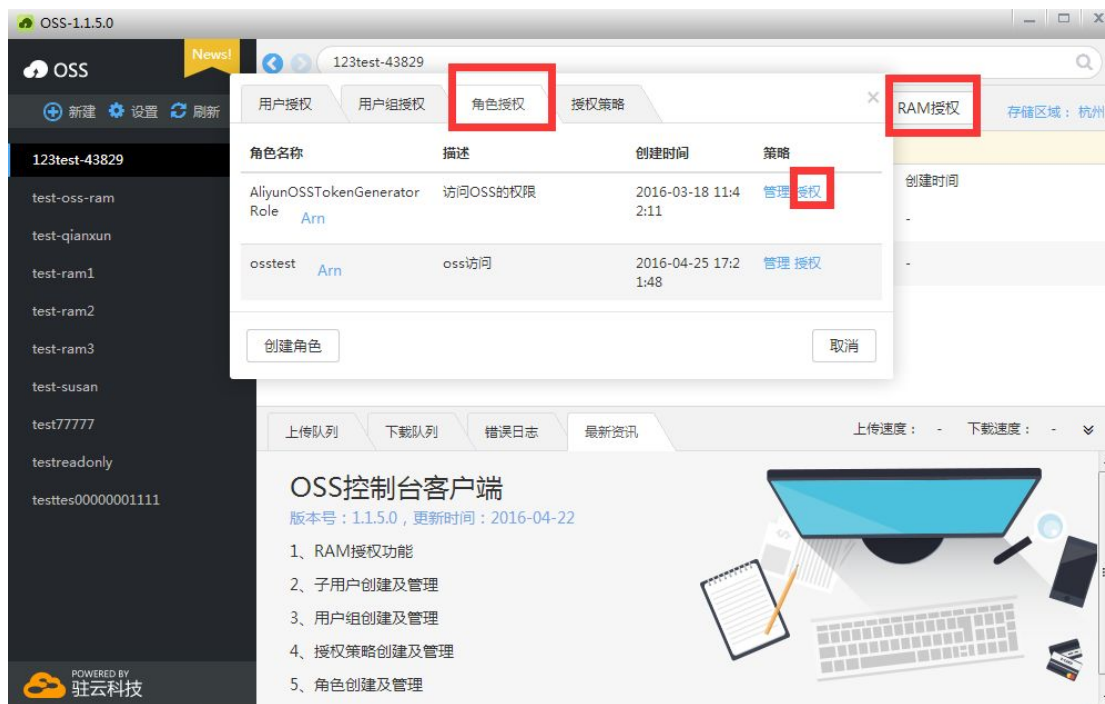 OSS-1.1.5.0
OSS
News!
新建 设置 刷新
123test-43829
RAM授权
存储区域： 杭州
123test-43829
test-oss-ram
test-qianxun
test-ram1
test-ram2
test-ram3
test-susan
test77777
testreadonly
testtes00000001111
POWERED BY
驻云科技
用户授权 用户组授权 角色授权 授权策略
角色名称 描述 创建时间 策略
AliyunOSSTokenGenerator 访问OSS的权限 2016-03-18 11:4 管理 授权
Role Arn 2:11
osstest Arn oss访问 2016-04-25 17:2 管理 授权
1:48
创建角色 取消
创建时间
-
-
上传队列 下载队列 错误日志 最新资讯 上传速度： - 下载速度： -
OSS控制台客户端
版本号：1.1.5.0，更新时间：2016-04-22
1、RAM授权功能
2、子用户创建及管理
3、用户组创建及管理
4、授权策略创建及管理
5、角色创建及管理